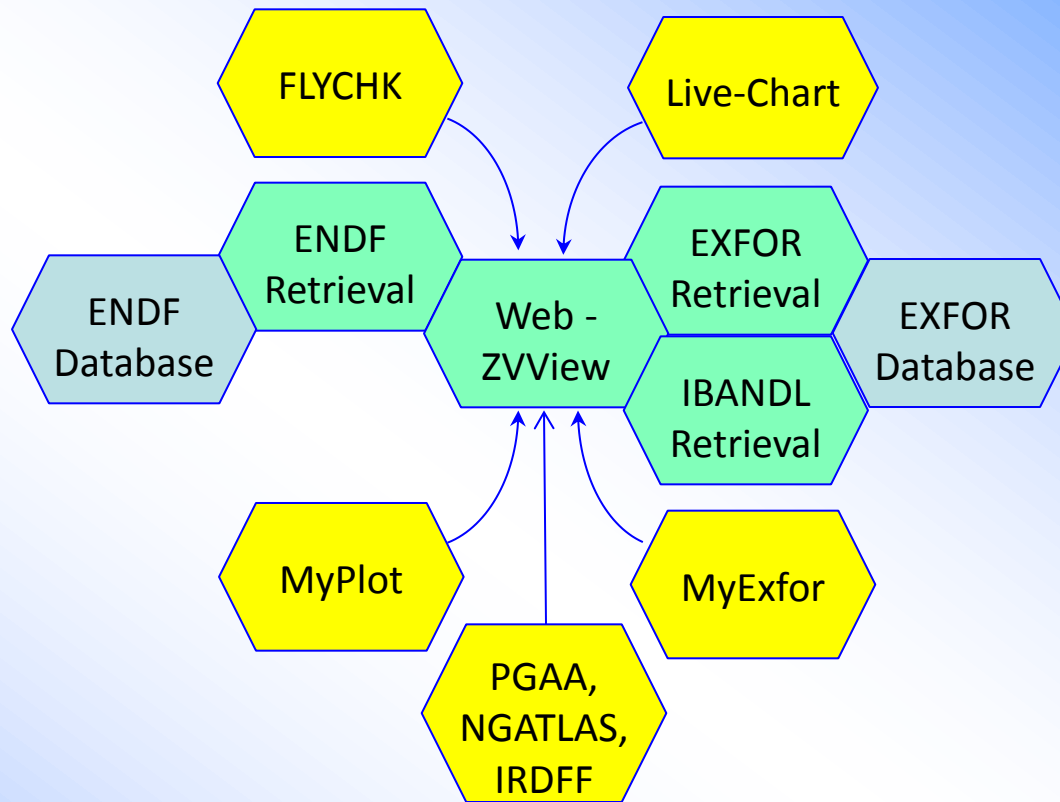 FLYCHK
Live-Chart
ENDF
Retrieval
EXFOR
Retrieval
ENDF
Database
Web -
ZVView
EXFOR
Database
IBANDL
Retrieval
MyPlot
MyExfor
PGAA,
NGATLAS,
IRDFF